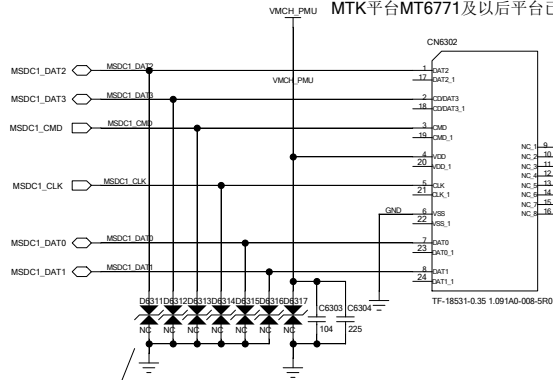 VMCH_PMU
MTK平台MT6771及以后平台已
CN6302
MSDC1_DAT2
MSDC1_DAT2
1
DAT2
17
DAT2_1
VMCH_PMU
MSDC1_DAT3
MSDC1_DAT3
2
CD/DAT3
18
CD/DAT3_1
MSDC1_CMD
MSDC1_CMD
3
CMD
19
CMD_1
4
VDD
20
VDD_1
MSDC1_CLK
MSDC1_CLK
5
CLK
21
CLK_1
GND
6
VSS
22
VSS_1
MSDC1_DAT0
MSDC1_DAT0
7
DAT0
23
DAT0_1
MSDC1_DAT1
MSDC1_DAT1
8
DAT1
24
DAT1_1
NC_1 9
NC_2 10
NC_3 11
NC_4 12
NC_5 13
NC_6 14
NC_7 15
NC_8 16
TF-18531-0.35 1.091A0-008-5R0
D6311 D6312 D6313 D6314 D6315 D6316 D6317
C6303 C6304
NC NC NC NC NC NC NC
104 225